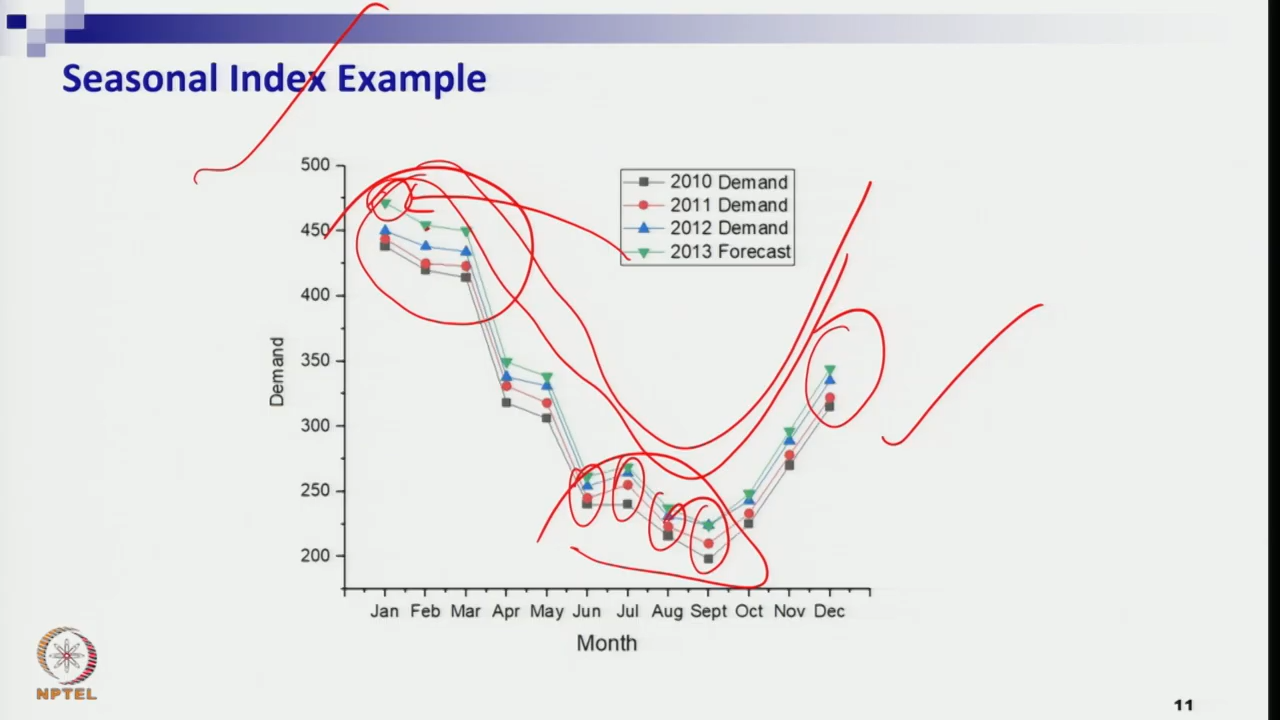 Seasonal Index Example
500
450
400
350
300
250
200
Demand
2010 Demand
2011 Demand
2012 Demand
2013 Forecast
Jan Feb Mar Apr May Jun Jul Aug Sept Oct Nov Dec
Month
NPTEL
11